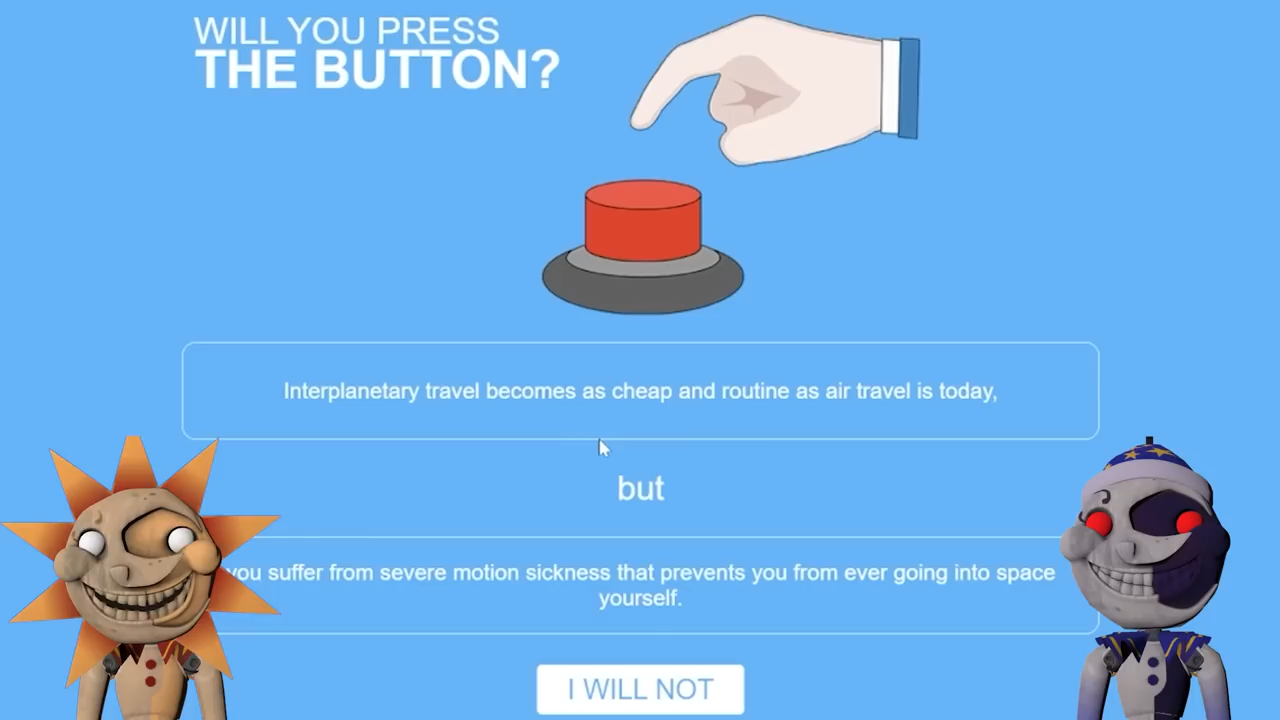 WILL YOU PRESS
THE BUTTON?
Interplanetary travel becomes as cheap and routine as air travel is today,
but
you suffer from severe motion sickness that prevents you from ever going into space
yourself.
I WILL NOT